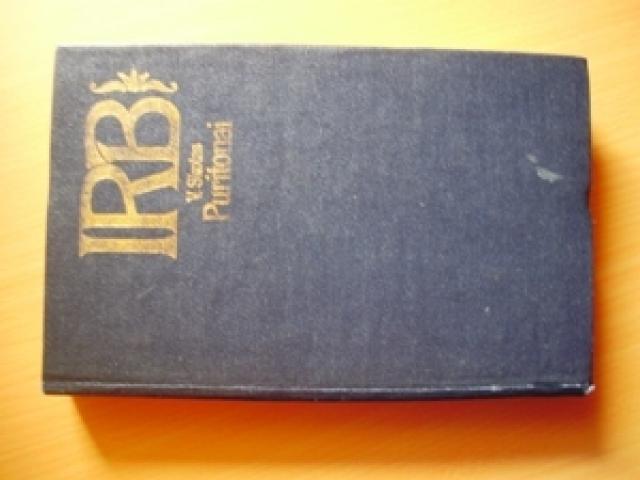 IRB
V. Skotas
Puritonai